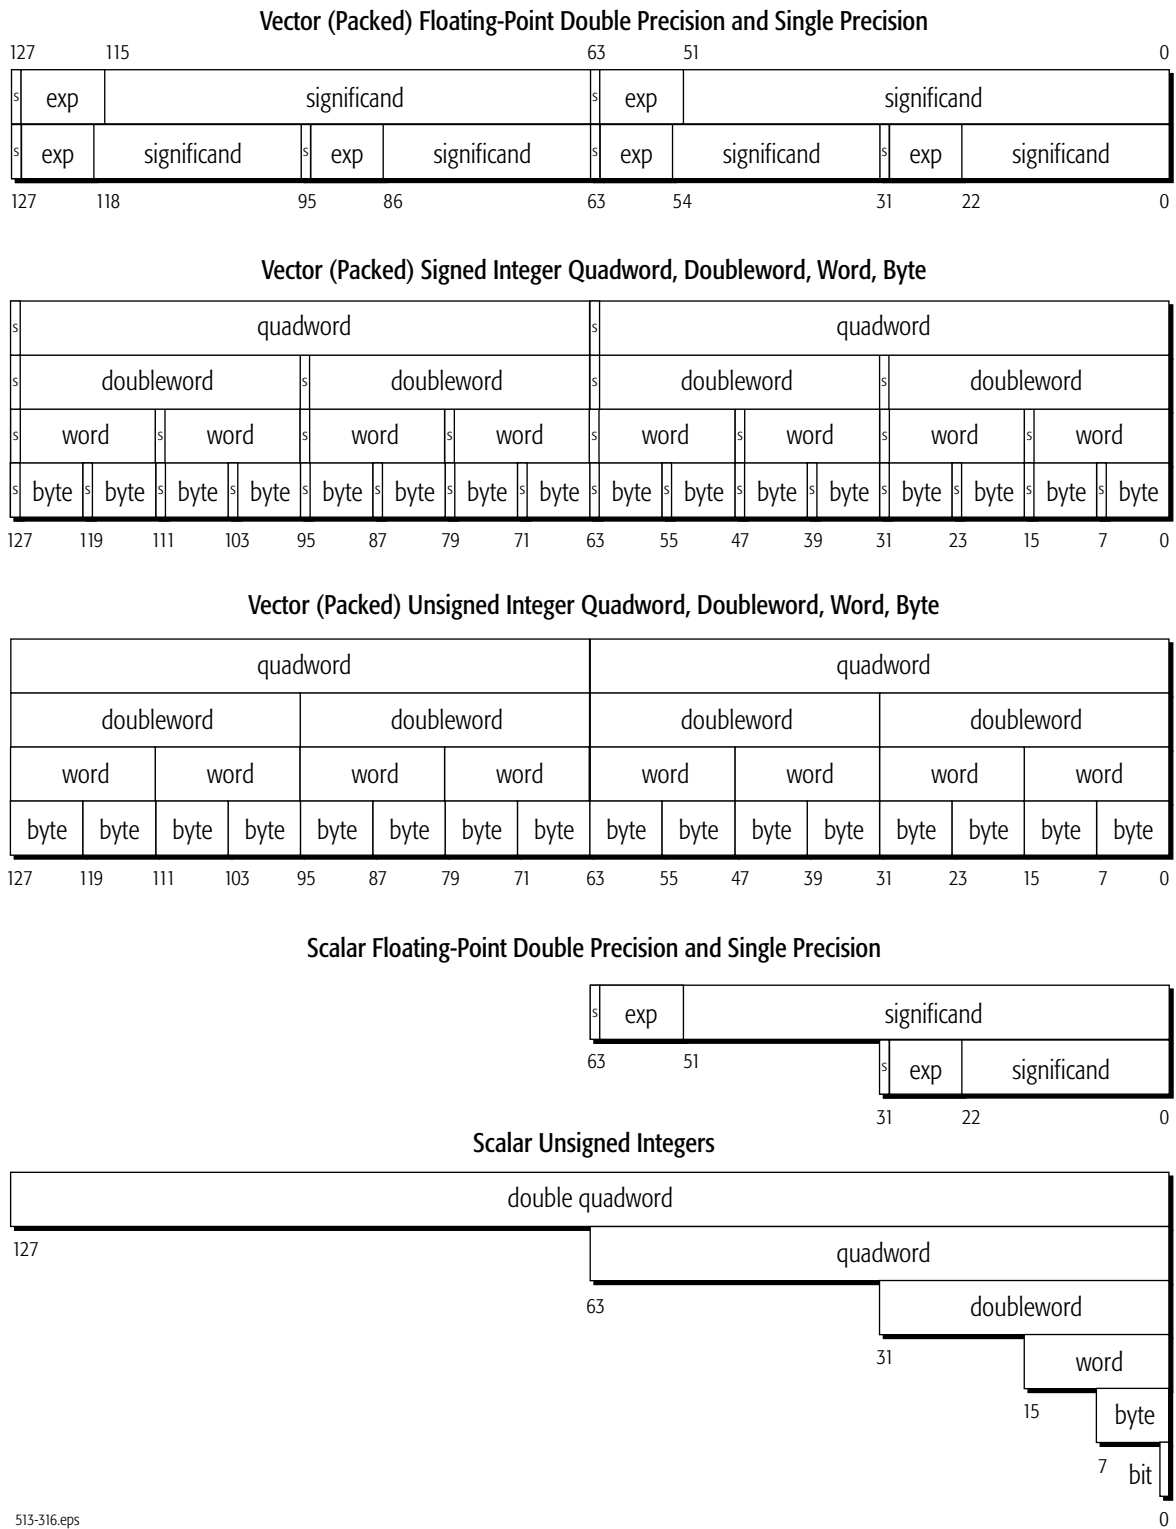 Vector (Packed) Floating-Point Double Precision and Single Precision
127 115 63 51 0
s exp significand s exp significand
s exp significand s exp significand s exp significand s exp significand
127 118 95 86 63 54 31 22 0
Vector (Packed) Signed Integer Quadword, Doubleword, Word, Byte
s quadword s quadword
s doubleword s doubleword s doubleword s doubleword
s word s word s word s word s word s word s word s word
s byte s byte s byte s byte s byte s byte s byte s byte s byte s byte s byte s byte s byte s byte s byte s byte
127 119 111 103 95 87 79 71 63 55 47 39 31 23 15 7 0
Vector (Packed) Unsigned Integer Quadword, Doubleword, Word, Byte
quadword quadword
doubleword doubleword doubleword doubleword
word word word word word word word word
byte byte byte byte byte byte byte byte byte byte byte byte byte byte byte byte
127 119 111 103 95 87 79 71 63 55 47 39 31 23 15 7 0
Scalar Floating-Point Double Precision and Single Precision
s exp significand
63 51
s exp significand
31 22 0
Scalar Unsigned Integers
double quadword
127
quadword
63
doubleword
31
word
15
byte
7
bit
513-316.eps 0